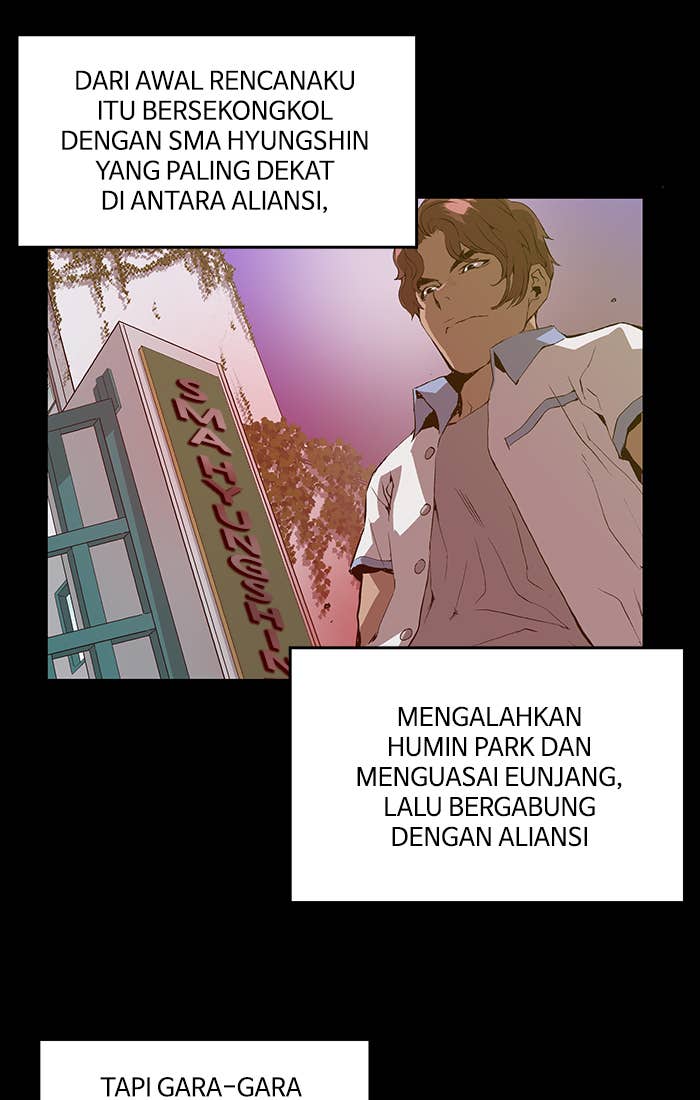 DARI AWAL RENCANAKU
ITU BERSEKONGKOL
DENGAN SMA HYUNGSHIN
YANG PALING DEKAT
DI ANTARA ALIANSI,
SMA HYUNGSHIN
MENGALAHKAN
HUMIN PARK DAN
MENGUASAI EUNJANG,
LALU BERGABUNG
DENGAN ALIANSI
TAPI GARA-GARA